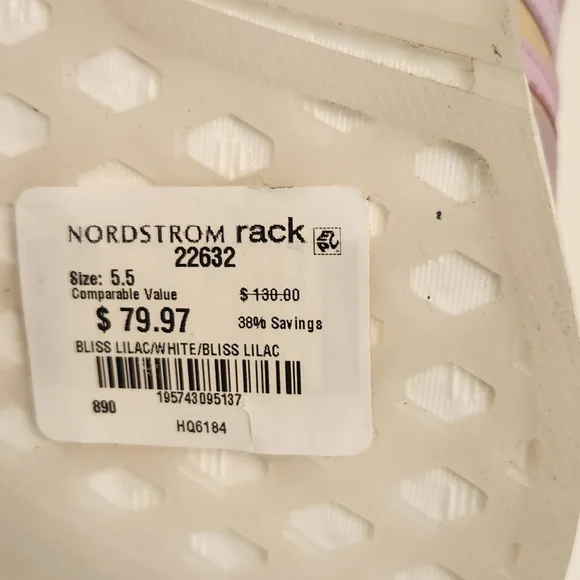 NORDSTROM rack
22632
Size: 5.5
Comparable Value $ 130.00
$ 79.97 38% Savings
BLISS LILAC/WHITE/BLISS LILAC
195743095137
890
HQ6184